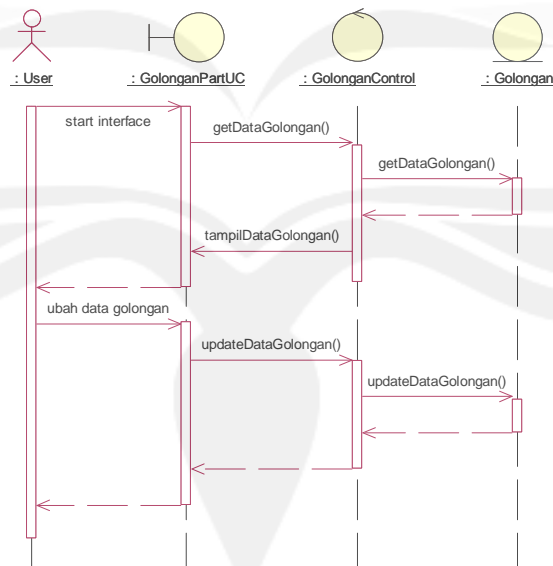 : User
: GolonganPartUC
: GolonganControl
: Golongan
start interface
getDataGolongan()
getDataGolongan()
tampilDataGolongan()
ubah data golongan
updateDataGolongan()
updateDataGolongan()